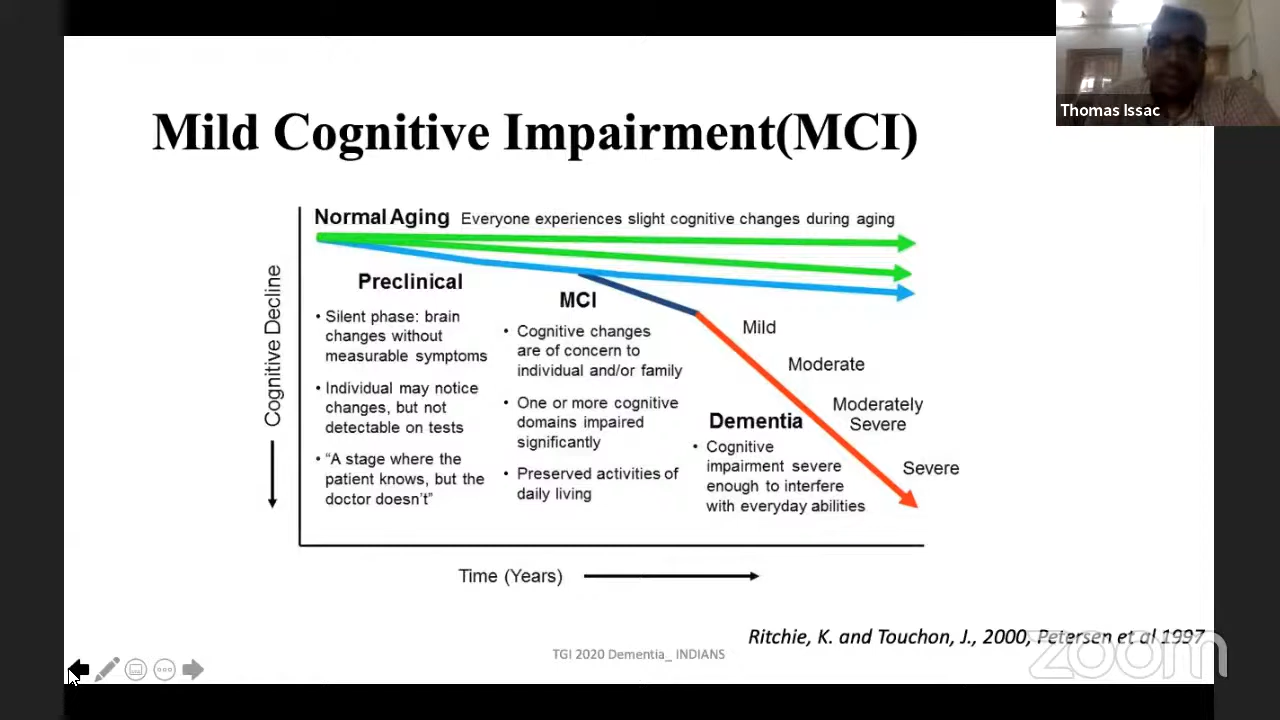 Thomas Issac
Mild Cognitive Impairment(MCI)
Normal Aging Everyone experiences slight cognitive changes during aging
Cognitive Decline
Preclinical
• Silent phase: brain
changes without
measurable symptoms
• Individual may notice
changes, but not
detectable on tests
• “A stage where the
patient knows, but the
doctor doesn’t”
MCI
• Cognitive changes
are of concern to
individual and/or family
• One or more cognitive
domains impaired
significantly
• Preserved activities of
daily living
Mild
Moderate
Moderately
Severe
Severe
Dementia
• Cognitive
impairment severe
enough to interfere
with everyday abilities
Time (Years)
Ritchie, K. and Touchon, J., 2000, Petersen et al 1997
TGI 2020 Dementia_ INDIANS
zoom